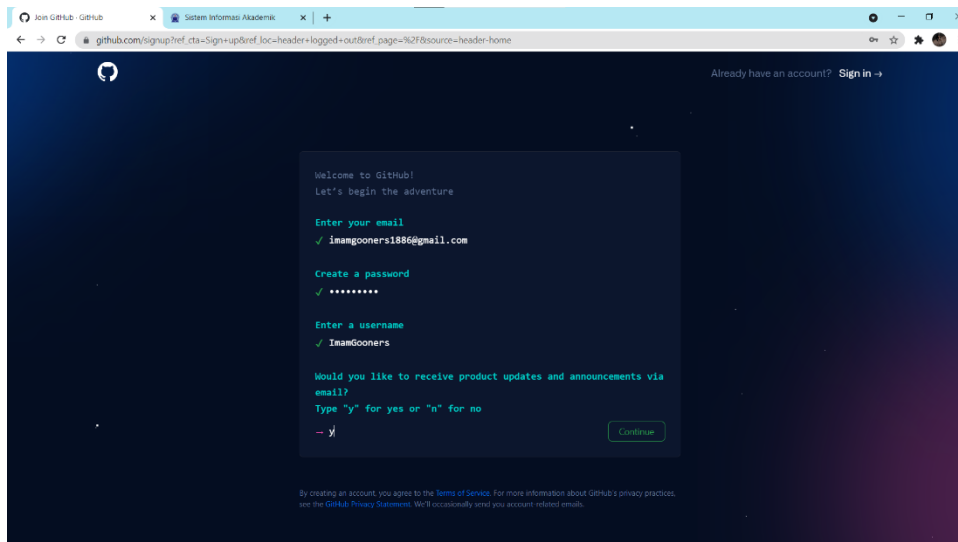 Join GitHub · GitHub
Sistem Informasi Akademik
github.com/signup?ref_cta=Sign+up&ref_loc=header+logged+out&ref_page=%2F&source=header-home
Already have an account? Sign in →
Welcome to GitHub!
Let's begin the adventure
Enter your email
✓ imamgooners1886@gmail.com
Create a password
✓ •••••••••
Enter a username
✓ ImamGooners
Would you like to receive product updates and announcements via
email?
Type "y" for yes or "n" for no
→ y
Continue
By creating an account, you agree to the Terms of Service. For more information about GitHub's privacy practices,
see the GitHub Privacy Statement. We'll occasionally send you account-related emails.